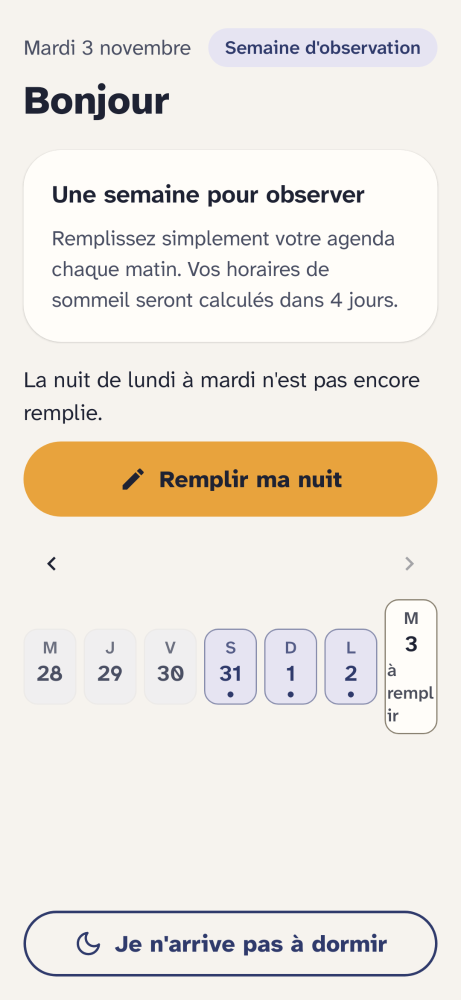 Mardi 3 novembre
Semaine d'observation
Bonjour
Une semaine pour observer
Remplissez simplement votre agenda
chaque matin. Vos horaires de
sommeil seront calculés dans 4 jours.
La nuit de lundi à mardi n'est pas encore
remplie.
Remplir ma nuit
M J V S D L M
28 29 30 31 1 2 3
à
rempl
ir
Je n'arrive pas à dormir